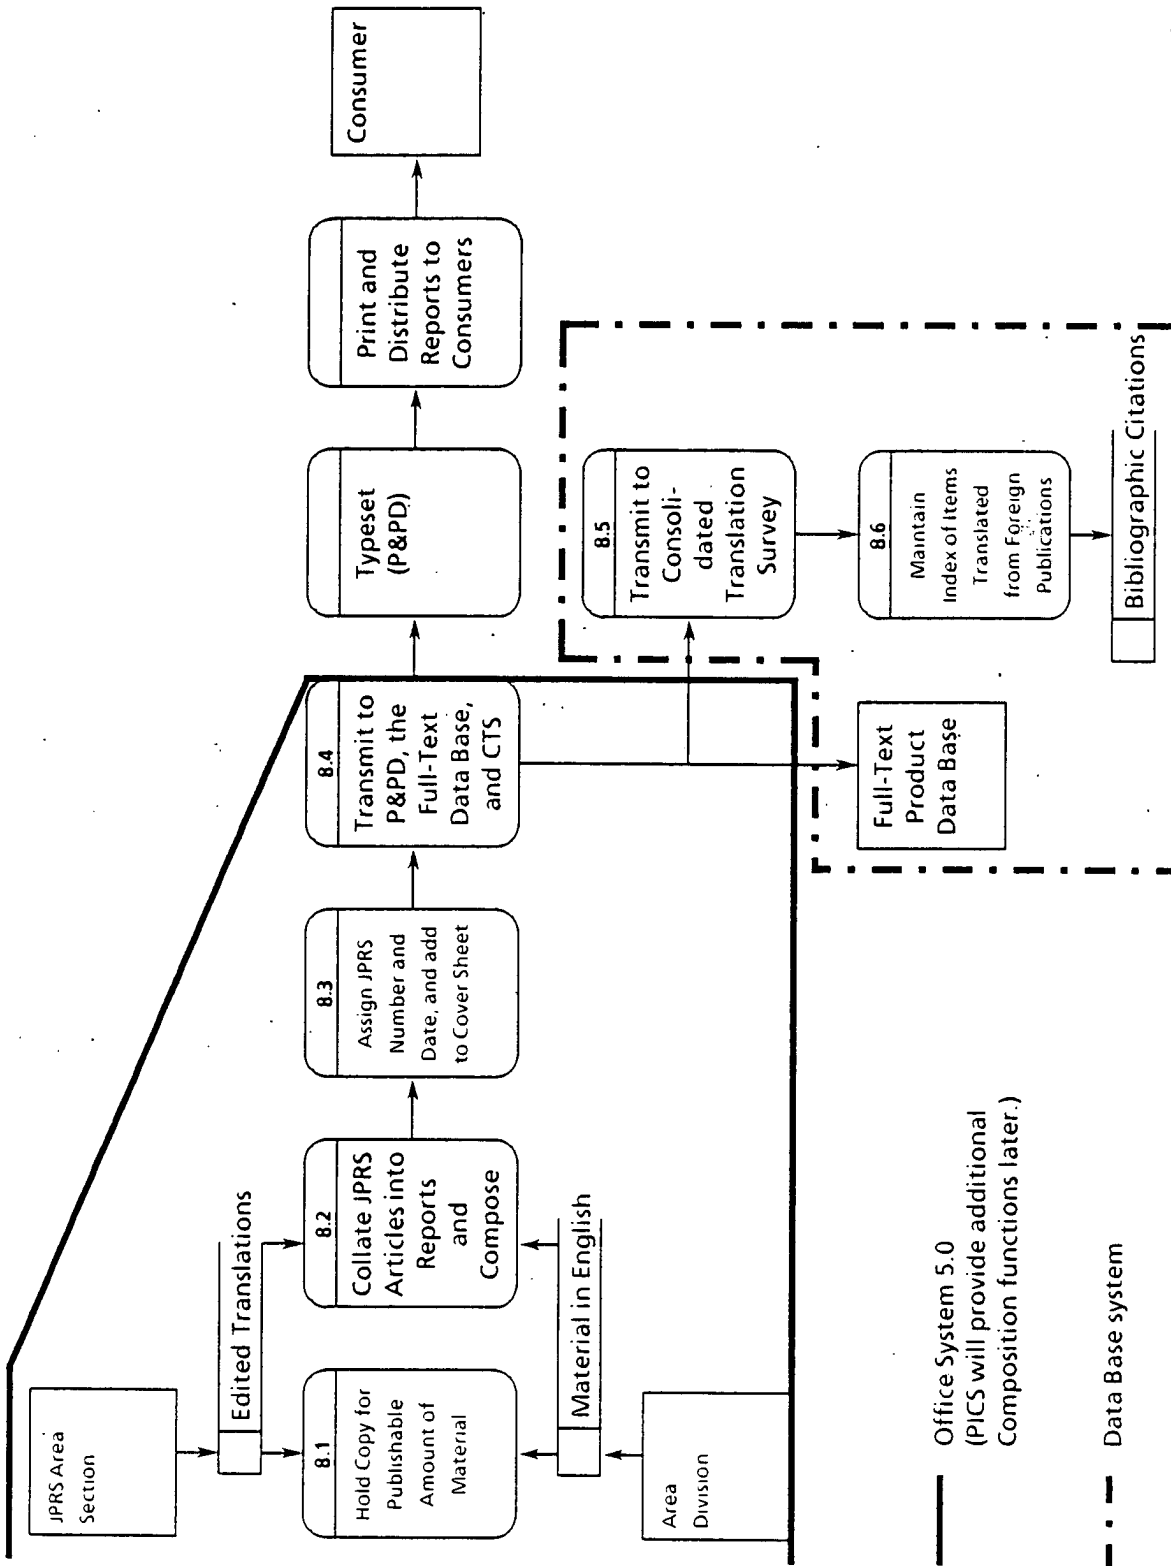 JPRS Area
Section
Edited Translations
8.1
Hold Copy for
Publishable
Amount of
Material
Material in English
Area
Division
8.2
Collate JPRS
Articles into
Reports
and
Compose
8.3
Assign JPRS
Number and
Date, and add
to Cover Sheet
8.4
Transmit to
P&PD, the
Full-Text
Data Base,
and CTS
Typeset
(P&PD)
Print and
Distribute
Reports to
Consumers
Consumer
8.5
Transmit to
Consoli-
dated
Translation
Survey
8.6
Maintain
Index of Items
Translated
from Foreign
Publications
Bibliographic Citations
Full-Text
Product
Data Base
Office System 5.0
(PICS will provide additional
Composition functions later.)
Data Base system